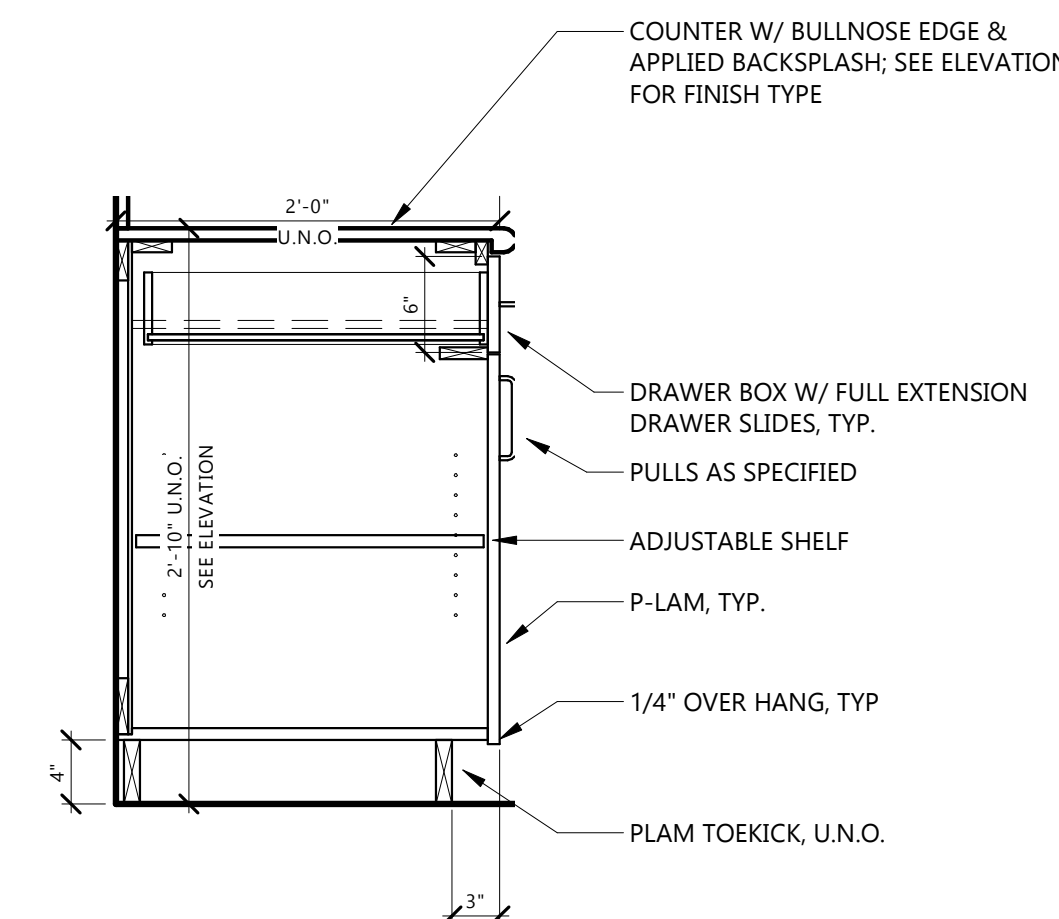 COUNTER W/ BULLNOSE EDGE &
APPLIED BACKSPLASH; SEE ELEVATION
FOR FINISH TYPE
2'-0"
U.N.O.
6"
DRAWER BOX W/ FULL EXTENSION
DRAWER SLIDES, TYP.
PULLS AS SPECIFIED
2'-10" U.N.O.
SEE ELEVATION
ADJUSTABLE SHELF
P-LAM, TYP.
1/4" OVER HANG, TYP
4"
PLAM TOEKICK, U.N.O.
3"